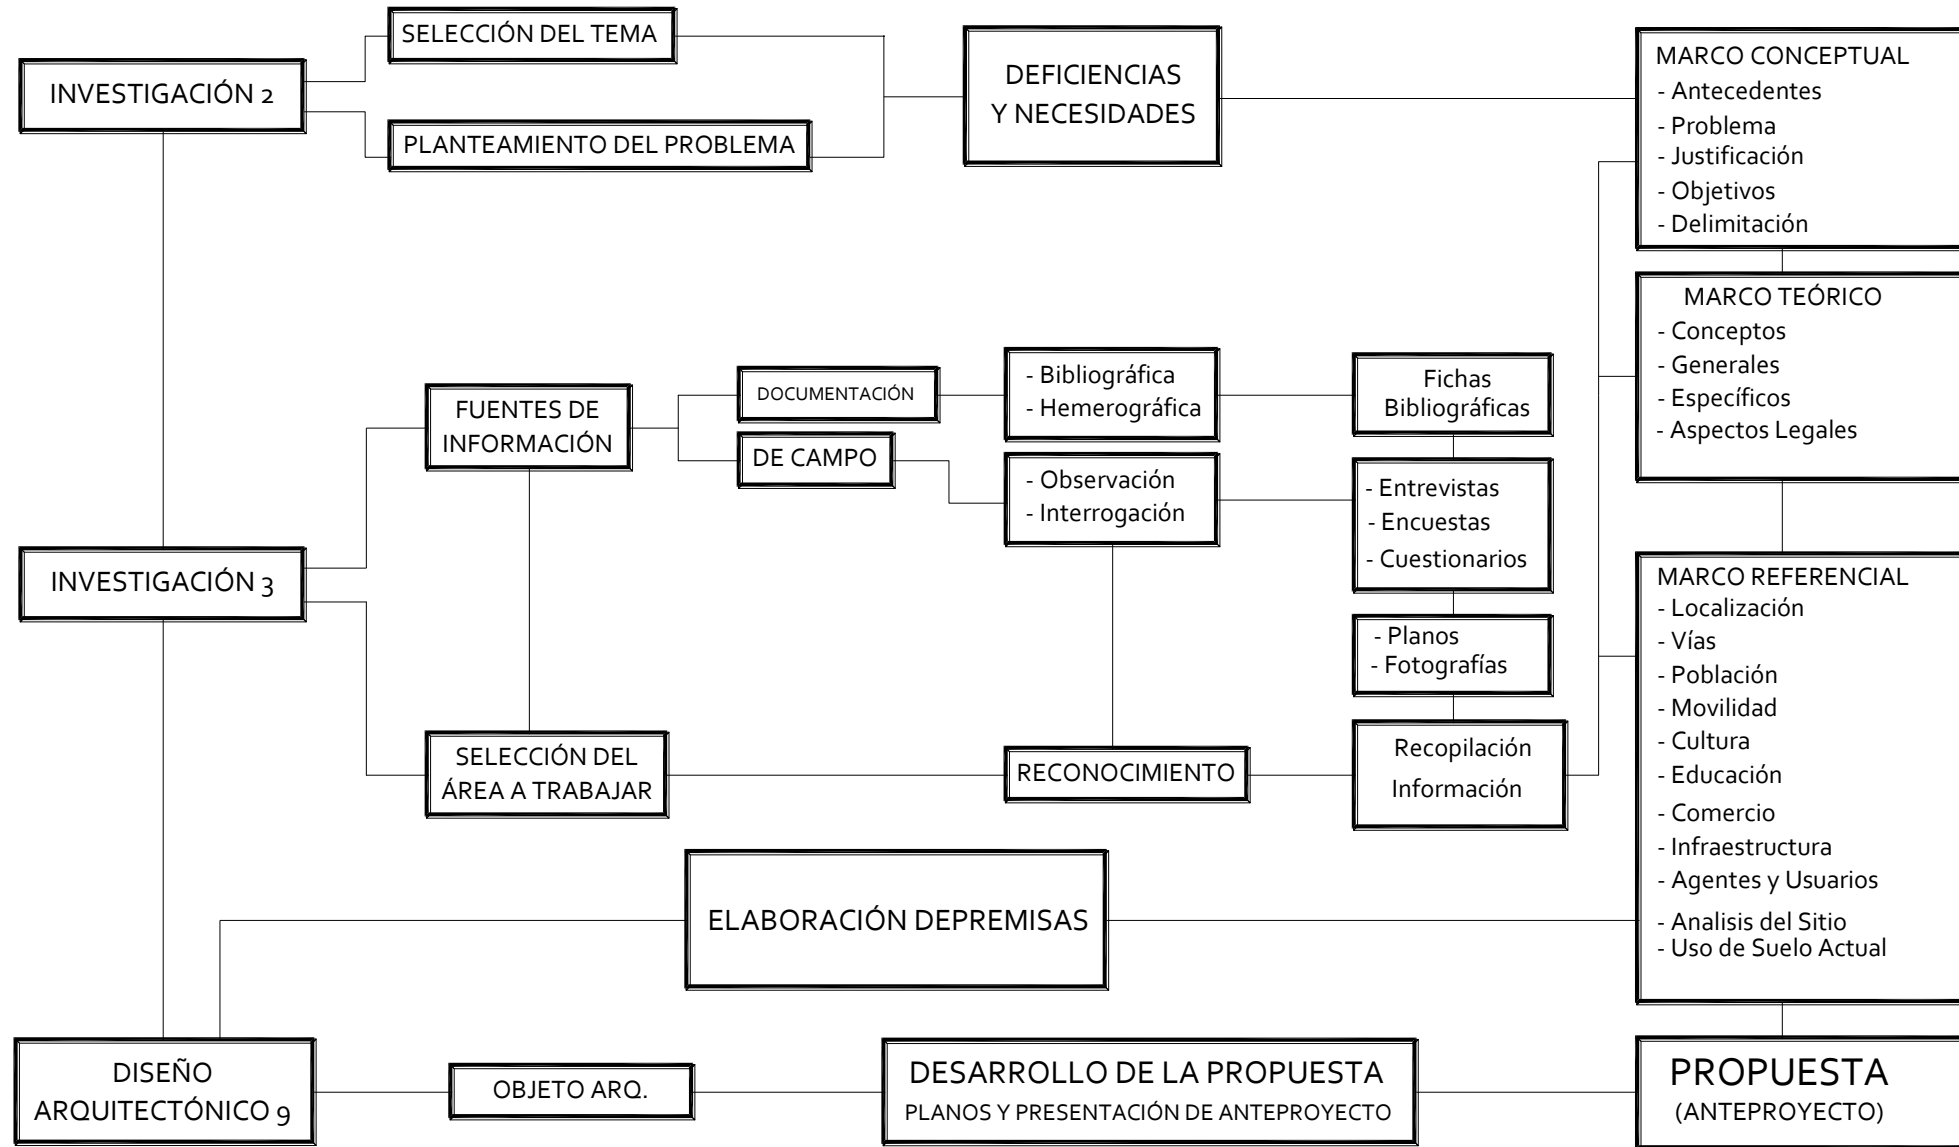 INVESTIGACIÓN 2
SELECCIÓN DEL TEMA
PLANTEAMIENTO DEL PROBLEMA
DEFICIENCIAS
Y NECESIDADES
MARCO CONCEPTUAL
- Antecedentes
- Problema
- Justificación
- Objetivos
- Delimitación
MARCO TEÓRICO
- Conceptos
- Generales
- Específicos
- Aspectos Legales
INVESTIGACIÓN 3
FUENTES DE
INFORMACIÓN
DOCUMENTACIÓN
DE CAMPO
- Bibliográfica
- Hemerográfica
- Observación
- Interrogación
Fichas
Bibliográficas
- Entrevistas
- Encuestas
- Cuestionarios
- Planos
- Fotografías
SELECCIÓN DEL
ÁREA A TRABAJAR
RECONOCIMIENTO
Recopilación
Información
MARCO REFERENCIAL
- Localización
- Vías
- Población
- Movilidad
- Cultura
- Educación
- Comercio
- Infraestructura
- Agentes y Usuarios
- Analisis del Sitio
- Uso de Suelo Actual
ELABORACIÓN DEPREMISAS
DISEÑO
ARQUITECTÓNICO 9
OBJETO ARQ.
DESARROLLO DE LA PROPUESTA
PLANOS Y PRESENTACIÓN DE ANTEPROYECTO
PROPUESTA
(ANTEPROYECTO)